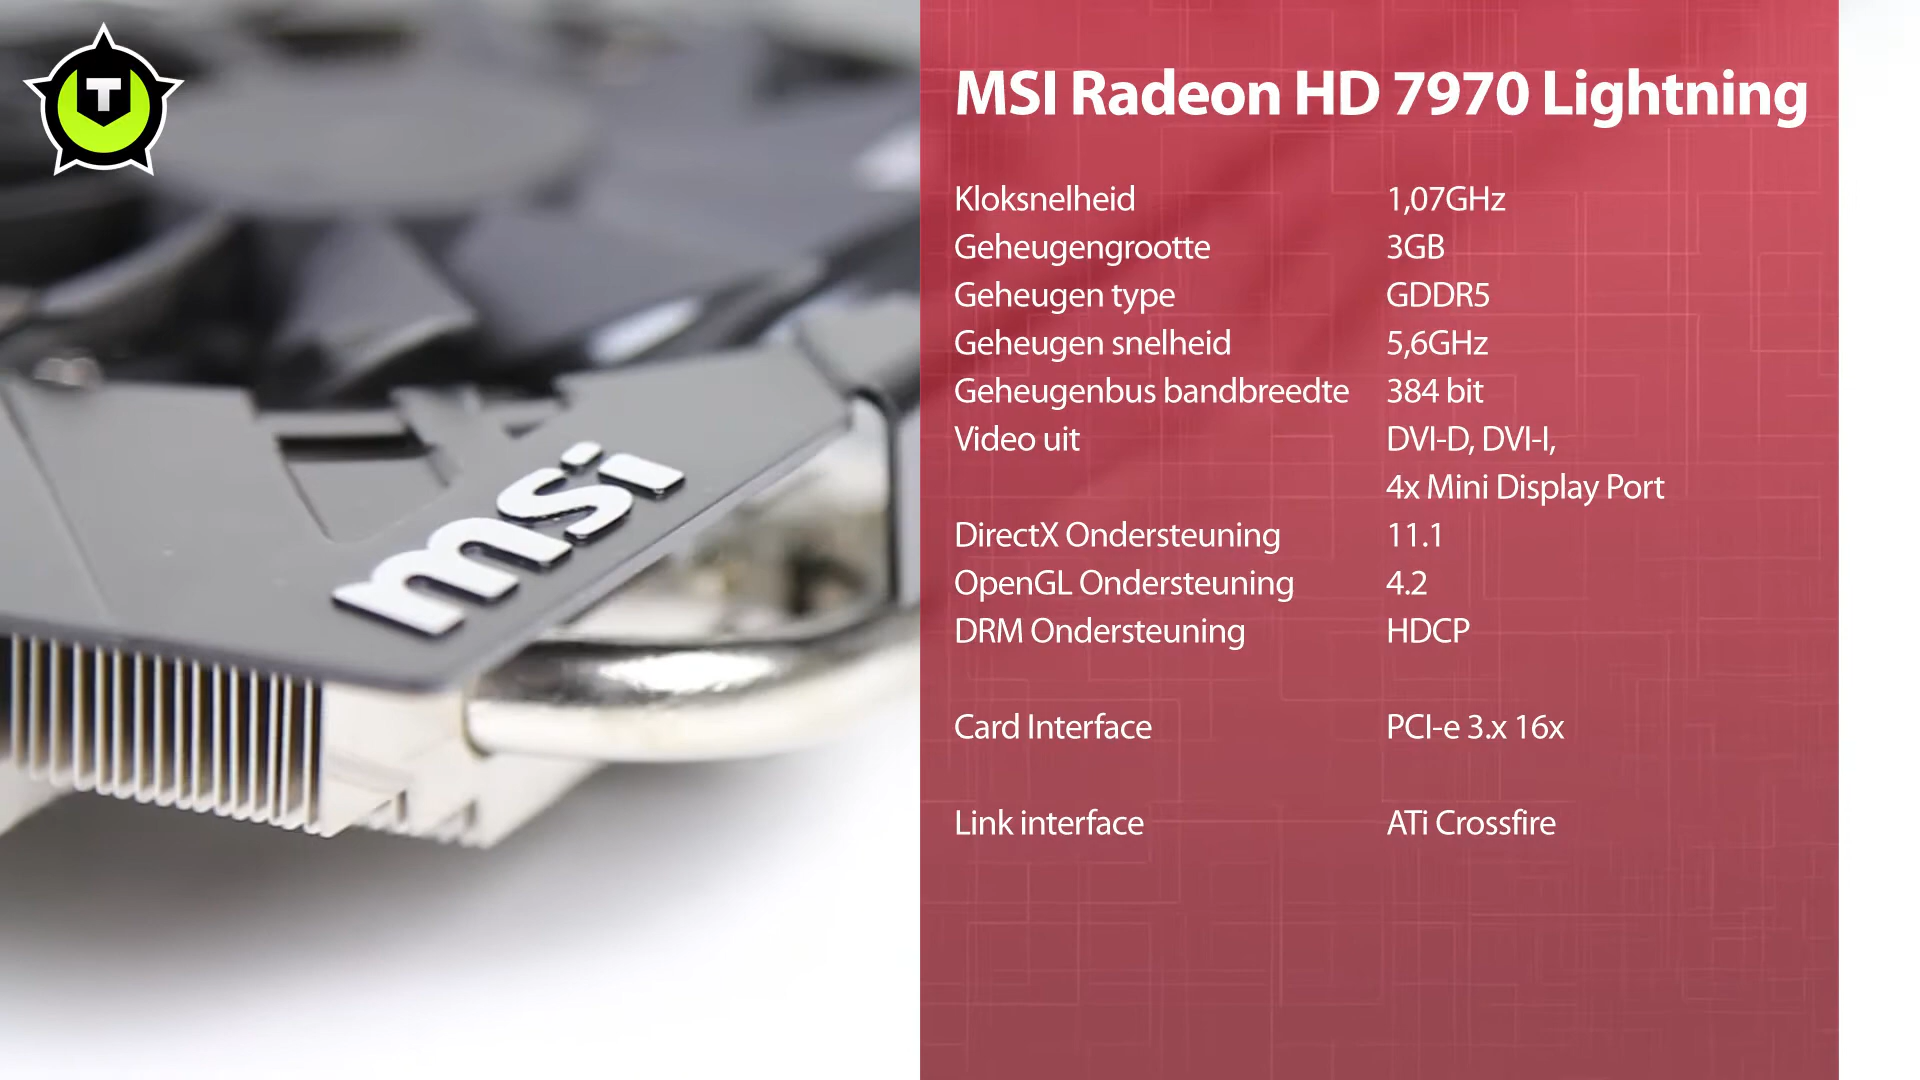 T
msi
MSI Radeon HD 7970 Lightning
Kloksnelheid 1,07GHz
Geheugengrootte 3GB
Geheugen type GDDR5
Geheugen snelheid 5,6GHz
Geheugenbus bandbreedte 384 bit
Video uit DVI-D, DVI-I,
4x Mini Display Port
DirectX Ondersteuning 11.1
OpenGL Ondersteuning 4.2
DRM Ondersteuning HDCP
Card Interface PCI-e 3.x 16x
Link interface ATi Crossfire